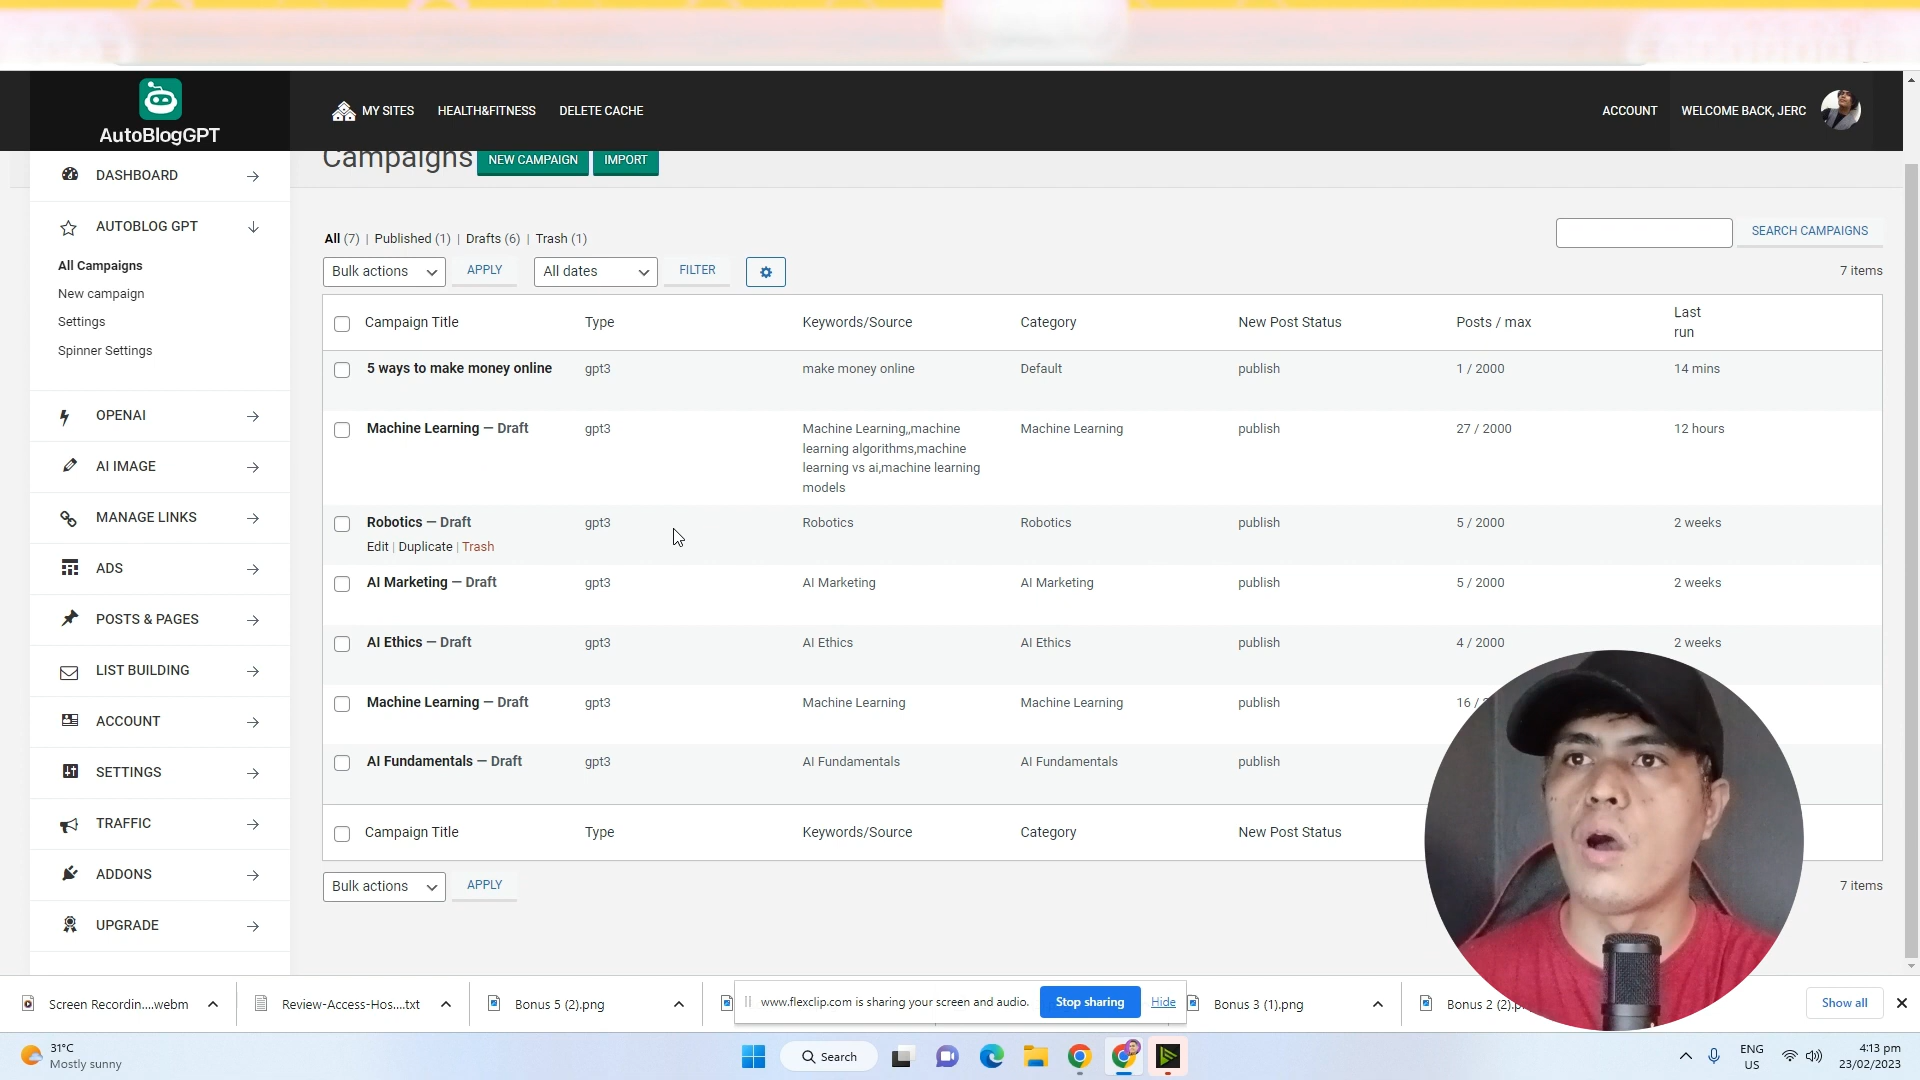 AutoBlogGPT
MY SITES
HEALTH&FITNESS
DELETE CACHE
ACCOUNT
WELCOME BACK, JERC
DASHBOARD
AUTOBLOG GPT
All Campaigns
New campaign
Settings
Spinner Settings
OPENAI
AI IMAGE
MANAGE LINKS
ADS
POSTS & PAGES
LIST BUILDING
ACCOUNT
SETTINGS
TRAFFIC
ADDONS
UPGRADE
Campaigns NEW CAMPAIGN IMPORT
All (7) | Published (1) | Drafts (6) | Trash (1)
SEARCH CAMPAIGNS
Bulk actions APPLY All dates FILTER 7 items
Campaign Title Type Keywords/Source Category New Post Status Posts / max Last
run
5 ways to make money online gpt3 make money online Default publish 1 / 2000 14 mins
Machine Learning — Draft gpt3 Machine Learning,,machine Machine Learning publish 27 / 2000 12 hours
learning algorithms,machine
learning vs ai,machine learning
models
Robotics — Draft gpt3 Robotics Robotics publish 5 / 2000 2 weeks
Edit | Duplicate | Trash
AI Marketing — Draft gpt3 AI Marketing AI Marketing publish 5 / 2000 2 weeks
AI Ethics — Draft gpt3 AI Ethics AI Ethics publish 4 / 2000 2 weeks
Machine Learning — Draft gpt3 Machine Learning Machine Learning publish 16 /
AI Fundamentals — Draft gpt3 AI Fundamentals AI Fundamentals publish
Campaign Title Type Keywords/Source Category New Post Status
Bulk actions APPLY 7 items
Screen Recordin....webm Review-Access-Hos....txt Bonus 5 (2).png www.flexclip.com is sharing your screen and audio. Stop sharing Hide Bonus 3 (1).png Bonus 2 (2).p Show all
31°C
Mostly sunny
Search
ENG
US
4:13 pm
23/02/2023